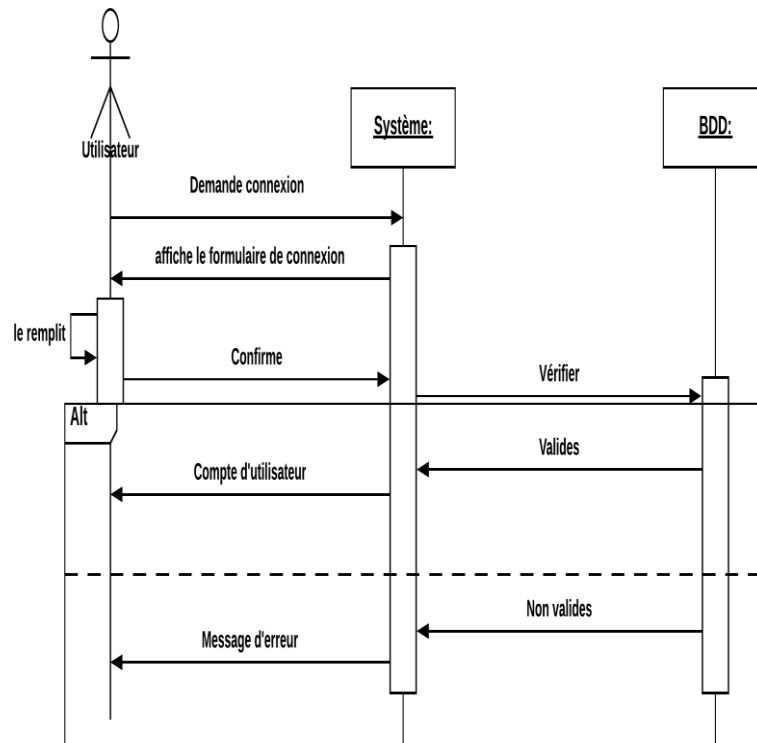 Utilisateur
Système:
BDD:
Demande connexion
affiche le formulaire de connexion
le remplit
Confirme
Vérifier
Alt
Valides
Compte d'utilisateur
Non valides
Message d'erreur